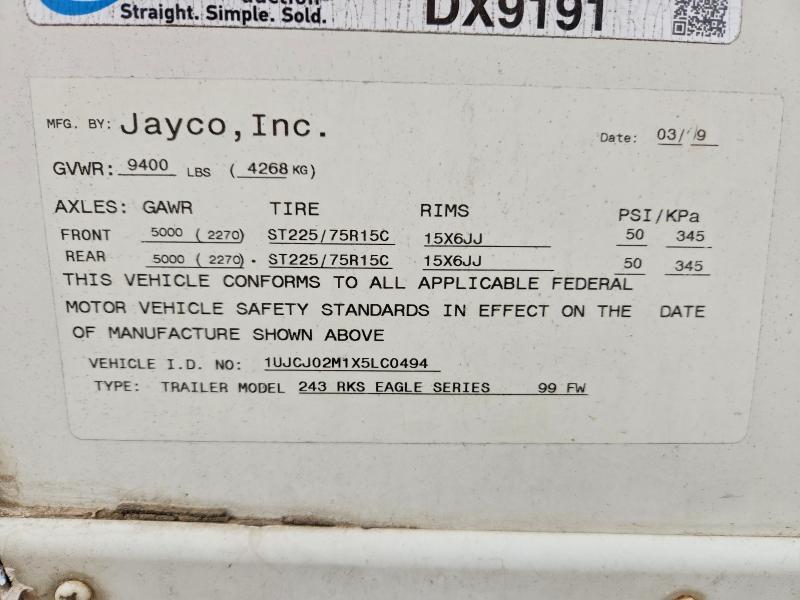 Straight. Simple. Sold.
DX9191
MFG. BY: Jayco, Inc.
Date: 03/ 9
GVWR: 9400 LBS ( 4268 KG)
AXLES: GAWR TIRE RIMS PSI/KPa
FRONT 5000 ( 2270) ST225/75R15C 15X6JJ 50 345
REAR 5000 ( 2270). ST225/75R15C 15X6JJ 50 345
THIS VEHICLE CONFORMS TO ALL APPLICABLE FEDERAL
MOTOR VEHICLE SAFETY STANDARDS IN EFFECT ON THE DATE
OF MANUFACTURE SHOWN ABOVE
VEHICLE I.D. NO: 1UJCJ02M1X5LC0494
TYPE: TRAILER MODEL 243 RKS EAGLE SERIES 99 FW